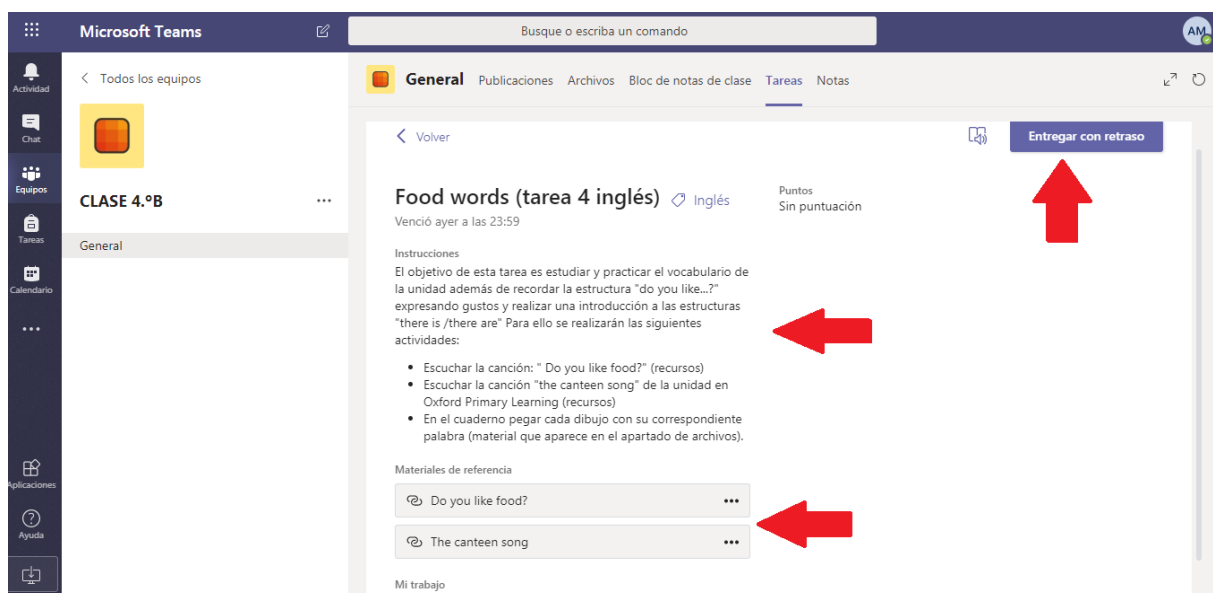 Microsoft Teams
Busque o escriba un comando
AM
Actividad
Chat
Equipos
Tareas
Calendario
Aplicaciones
Ayuda
Todos los equipos
CLASE 4.ºB
General
General Publicaciones Archivos Bloc de notas de clase Tareas Notas
Volver
Entregar con retraso
Food words (tarea 4 inglés) Inglés
Venció ayer a las 23:59
Puntos
Sin puntuación
Instrucciones
El objetivo de esta tarea es estudiar y practicar el vocabulario de
la unidad además de recordar la estructura "do you like...?"
expresando gustos y realizar una introducción a las estructuras
"there is /there are" Para ello se realizarán las siguientes
actividades:
• Escuchar la canción: " Do you like food?" (recursos)
• Escuchar la canción "the canteen song" de la unidad en
Oxford Primary Learning (recursos)
• En el cuaderno pegar cada dibujo con su correspondiente
palabra (material que aparece en el apartado de archivos).
Materiales de referencia
Do you like food?
The canteen song
Mi trabajo